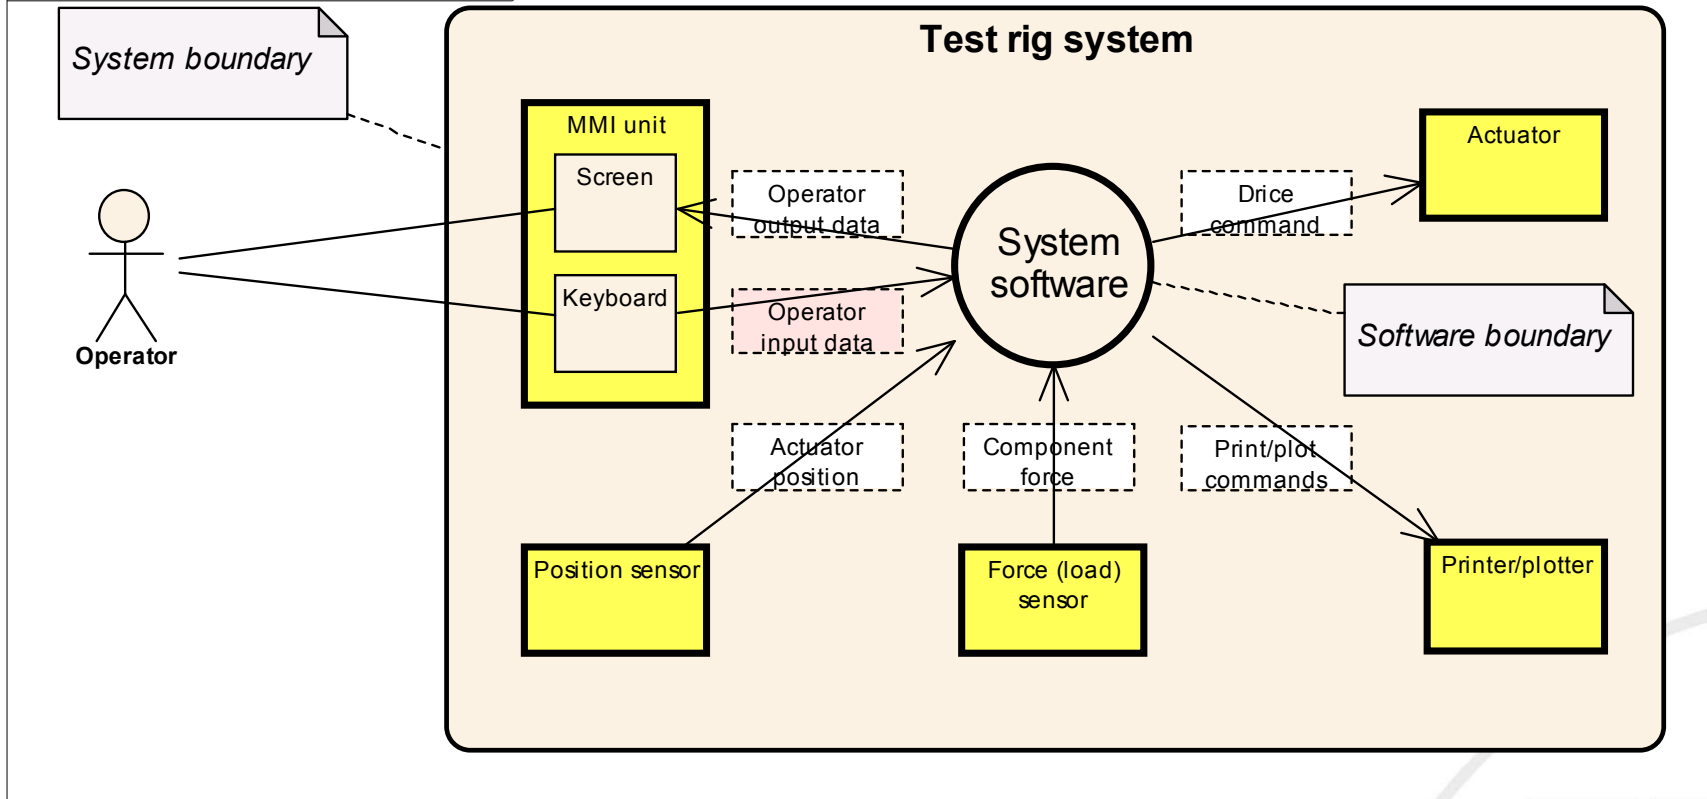 System boundary
Test rig system
MMI unit
Screen
Keyboard
Operator
Operator
output data
Operator
input data
System
software
Drice
command
Actuator
Software boundary
Actuator
position
Component
force
Print/plot
commands
Position sensor
Force (load)
sensor
Printer/plotter